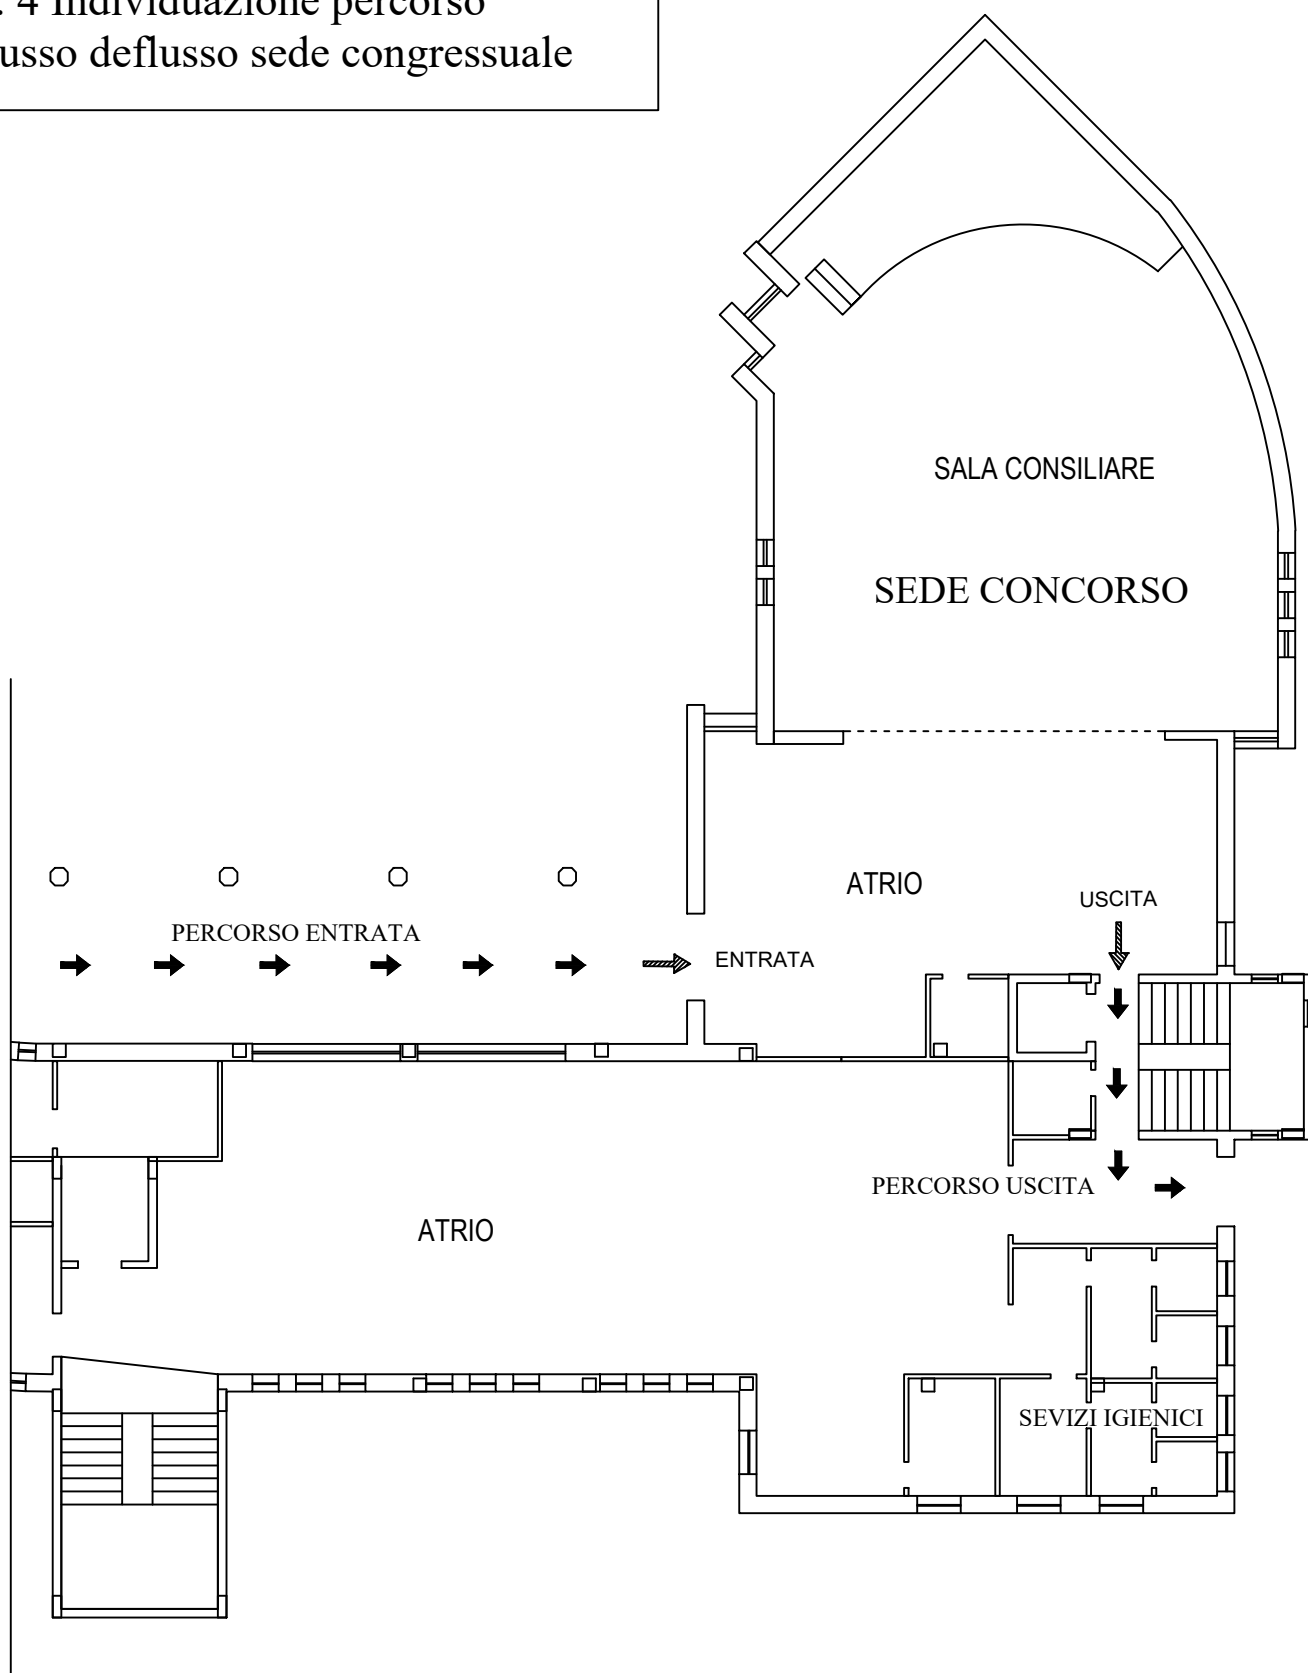 . 4 Individuazione percorso
usso deflusso sede congressuale
SALA CONSILIARE
SEDE CONCORSO
ATRIO
USCITA
PERCORSO ENTRATA
ENTRATA
PERCORSO USCITA
ATRIO
SEVIZI IGIENICI